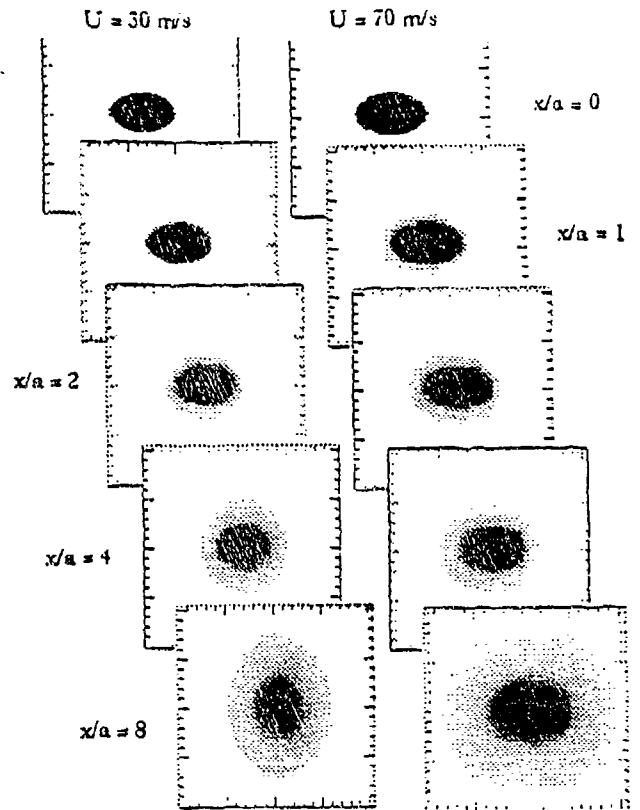 U = 30 m/s
U = 70 m/s
x/a = 0
x/a = 1
x/a = 2
x/a = 4
x/a = 8